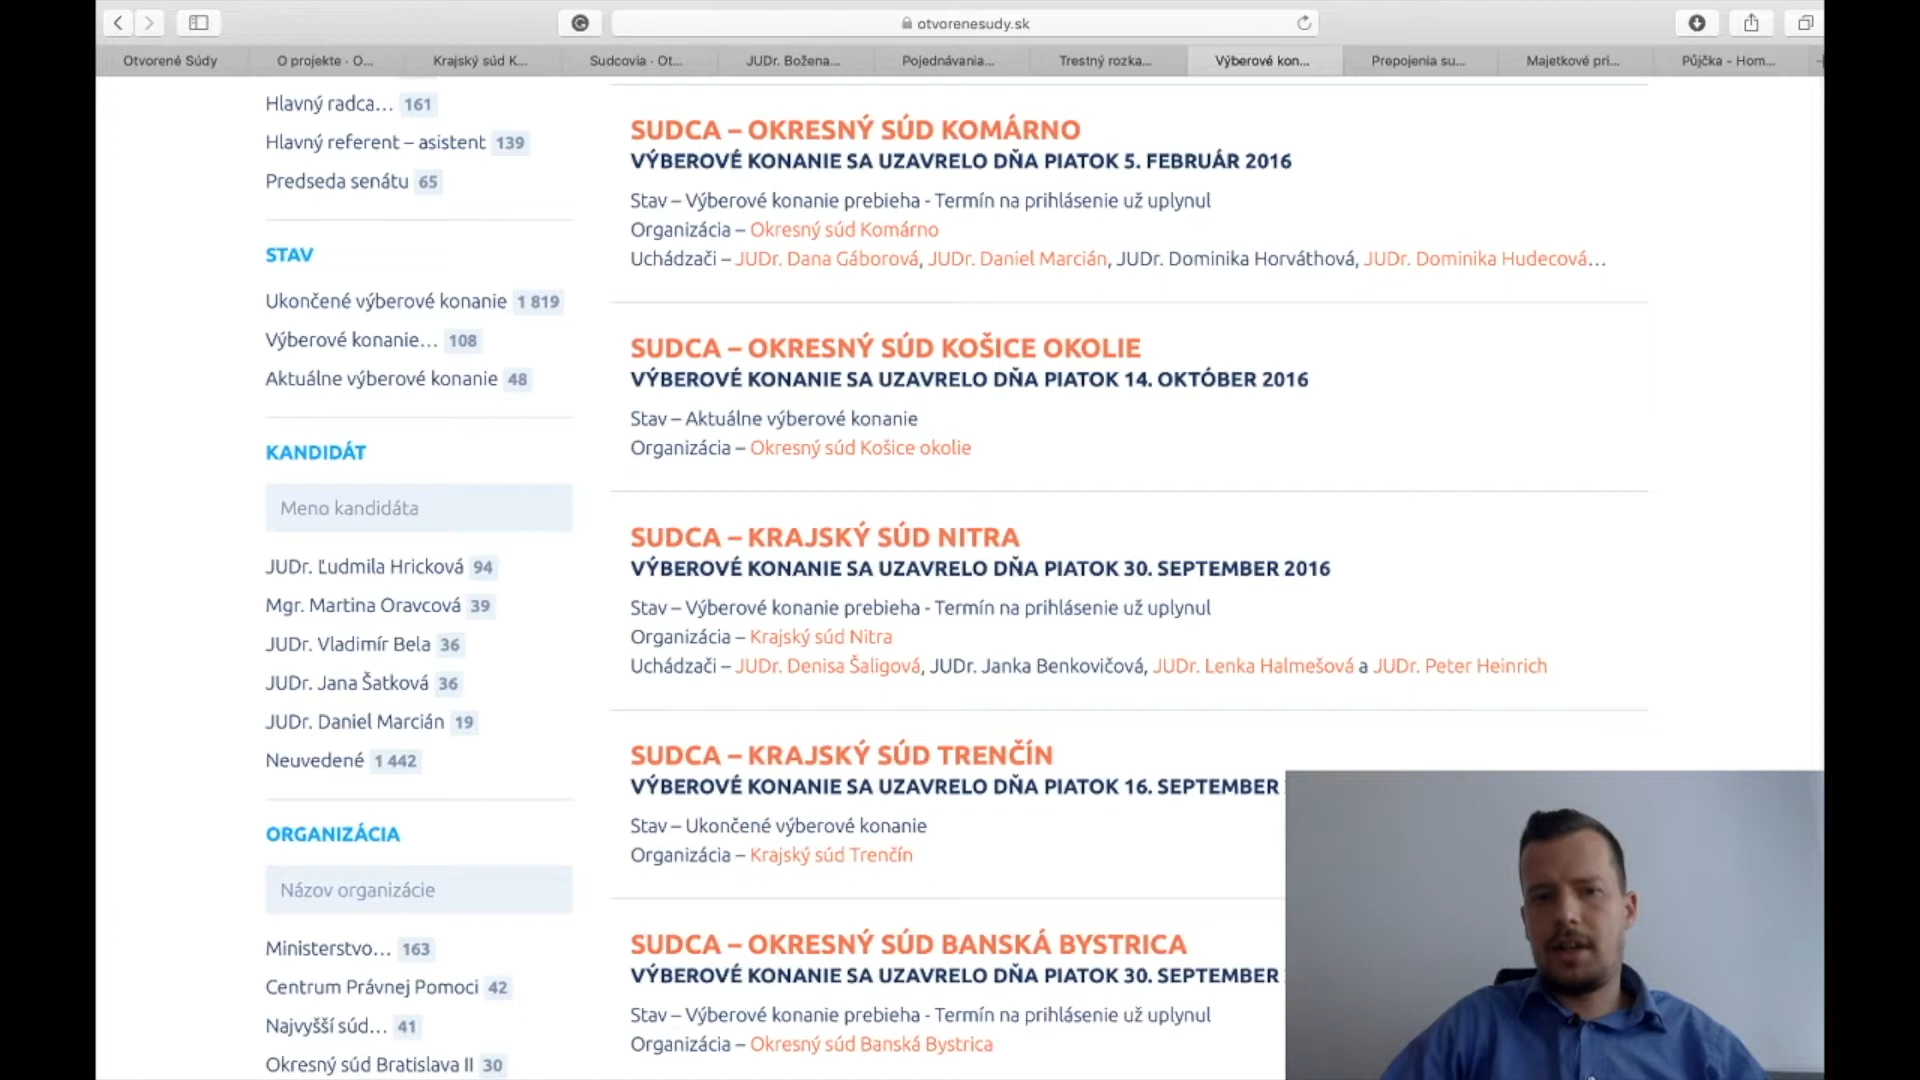 otvorenesudy.sk
Otvorené Súdy
O projekte · O...
Krajský súd K...
Sudcovia · Ot...
JUDr. Božena...
Pojednávania...
Trestný rozka...
Výberové kon...
Prepojenia su...
Majetkové pri...
Půjčka – Hom...
Hlavný radca... 161
Hlavný referent – asistent 139
Predseda senátu 65
STAV
Ukončené výberové konanie 1 819
Výberové konanie... 108
Aktuálne výberové konanie 48
KANDIDÁT
Meno kandidáta
JUDr. Ľudmila Hricková 94
Mgr. Martina Oravcová 39
JUDr. Vladimír Bela 36
JUDr. Jana Šatková 36
JUDr. Daniel Marcián 19
Neuvedené 1 442
ORGANIZÁCIA
Názov organizácie
Ministerstvo... 163
Centrum Právnej Pomoci 42
Najvyšší súd... 41
Okresný súd Bratislava II 30
SUDCA – OKRESNÝ SÚD KOMÁRNO
VÝBEROVÉ KONANIE SA UZAVRELO DŇA PIATOK 5. FEBRUÁR 2016
Stav – Výberové konanie prebieha - Termín na prihlásenie už uplynul
Organizácia – Okresný súd Komárno
Uchádzači – JUDr. Dana Gáborová, JUDr. Daniel Marcián, JUDr. Dominika Horváthová, JUDr. Dominika Hudecová...
SUDCA – OKRESNÝ SÚD KOŠICE OKOLIE
VÝBEROVÉ KONANIE SA UZAVRELO DŇA PIATOK 14. OKTÓBER 2016
Stav – Aktuálne výberové konanie
Organizácia – Okresný súd Košice okolie
SUDCA – KRAJSKÝ SÚD NITRA
VÝBEROVÉ KONANIE SA UZAVRELO DŇA PIATOK 30. SEPTEMBER 2016
Stav – Výberové konanie prebieha - Termín na prihlásenie už uplynul
Organizácia – Krajský súd Nitra
Uchádzači – JUDr. Denisa Šaligová, JUDr. Janka Benkovičová, JUDr. Lenka Halmešová a JUDr. Peter Heinrich
SUDCA – KRAJSKÝ SÚD TRENČÍN
VÝBEROVÉ KONANIE SA UZAVRELO DŇA PIATOK 16. SEPTEMBER
Stav – Ukončené výberové konanie
Organizácia – Krajský súd Trenčín
SUDCA – OKRESNÝ SÚD BANSKÁ BYSTRICA
VÝBEROVÉ KONANIE SA UZAVRELO DŇA PIATOK 30. SEPTEMBER
Stav – Výberové konanie prebieha - Termín na prihlásenie už uplynul
Organizácia – Okresný súd Banská Bystrica